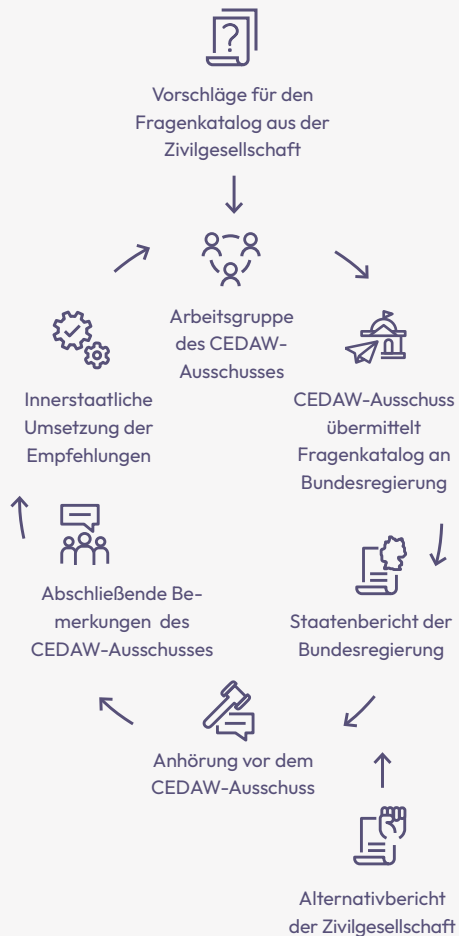 ?
Vorschläge für den
Fragenkatalog aus der
Zivilgesellschaft
Arbeitsgruppe
des CEDAW-
Ausschusses
CEDAW-Ausschuss
übermittelt
Fragenkatalog an
Bundesregierung
Staatenbericht der
Bundesregierung
Alternativbericht
der Zivilgesellschaft
Anhörung vor dem
CEDAW-Ausschuss
Abschließende Be-
merkungen des
CEDAW-Ausschusses
Innerstaatliche
Umsetzung der
Empfehlungen